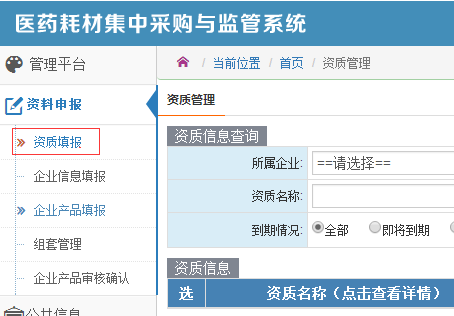 医药耗材集中采购与监管系统
管理平台
/ 当前位置 / 首页 / 资质管理
资料申报
资质管理
资质填报
资质信息查询
企业信息填报
所属企业:
==请选择==
企业产品填报
资质名称:
组套管理
到期情况:
全部
即将到期
企业产品审核确认
资质信息
选
资质名称（点击查看详情）
公共信息